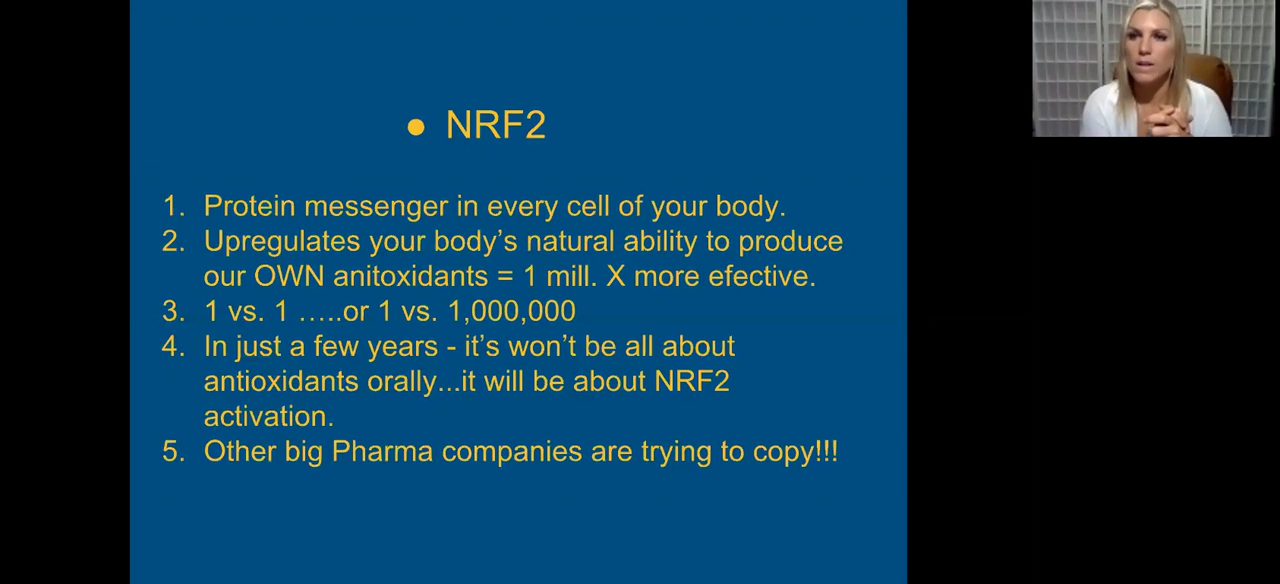 ● NRF2
1. Protein messenger in every cell of your body.
2. Upregulates your body's natural ability to produce
our OWN anitoxidants = 1 mill. X more efective.
3. 1 vs. 1 …..or 1 vs. 1,000,000
4. In just a few years - it's won't be all about
antioxidants orally...it will be about NRF2
activation.
5. Other big Pharma companies are trying to copy!!!